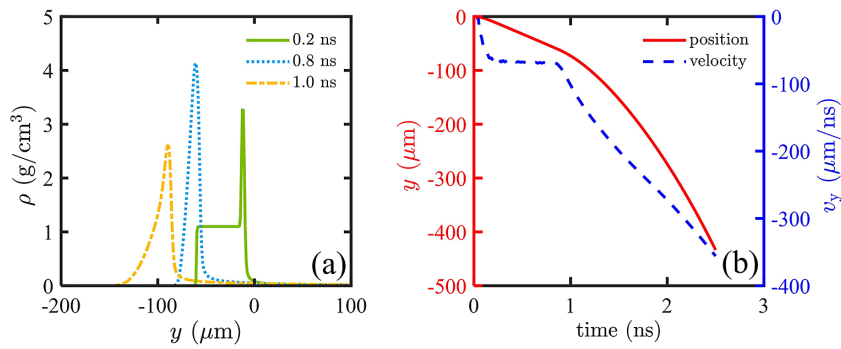 5
4
3
2
1
0
ρ (g/cm³)
0.2 ns
0.8 ns
1.0 ns
(a)
-200 -100 0 100
y (μm)
0
-100
-200
-300
-400
-500
y (μm)
position
velocity
(b)
0 1 2 3
time (ns)
0
-100
-200
-300
-400
v_y (μm/ns)